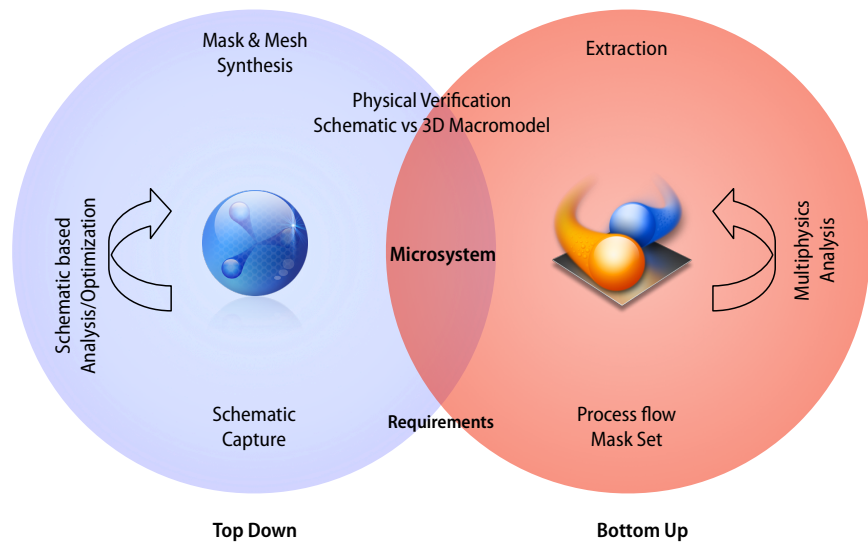 Mask & Mesh
Synthesis
Extraction
Physical Verification
Schematic vs 3D Macromodel
Schematic based
Analysis/Optimization
Microsystem
Multiphysics
Analysis
Schematic
Capture
Requirements
Process flow
Mask Set
Top Down
Bottom Up